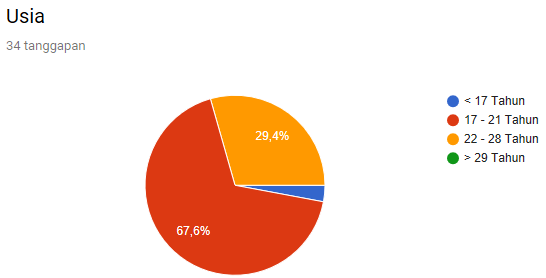 Usia
34 tanggapan
< 17 Tahun
17 - 21 Tahun
22 - 28 Tahun
> 29 Tahun
29,4%
67,6%